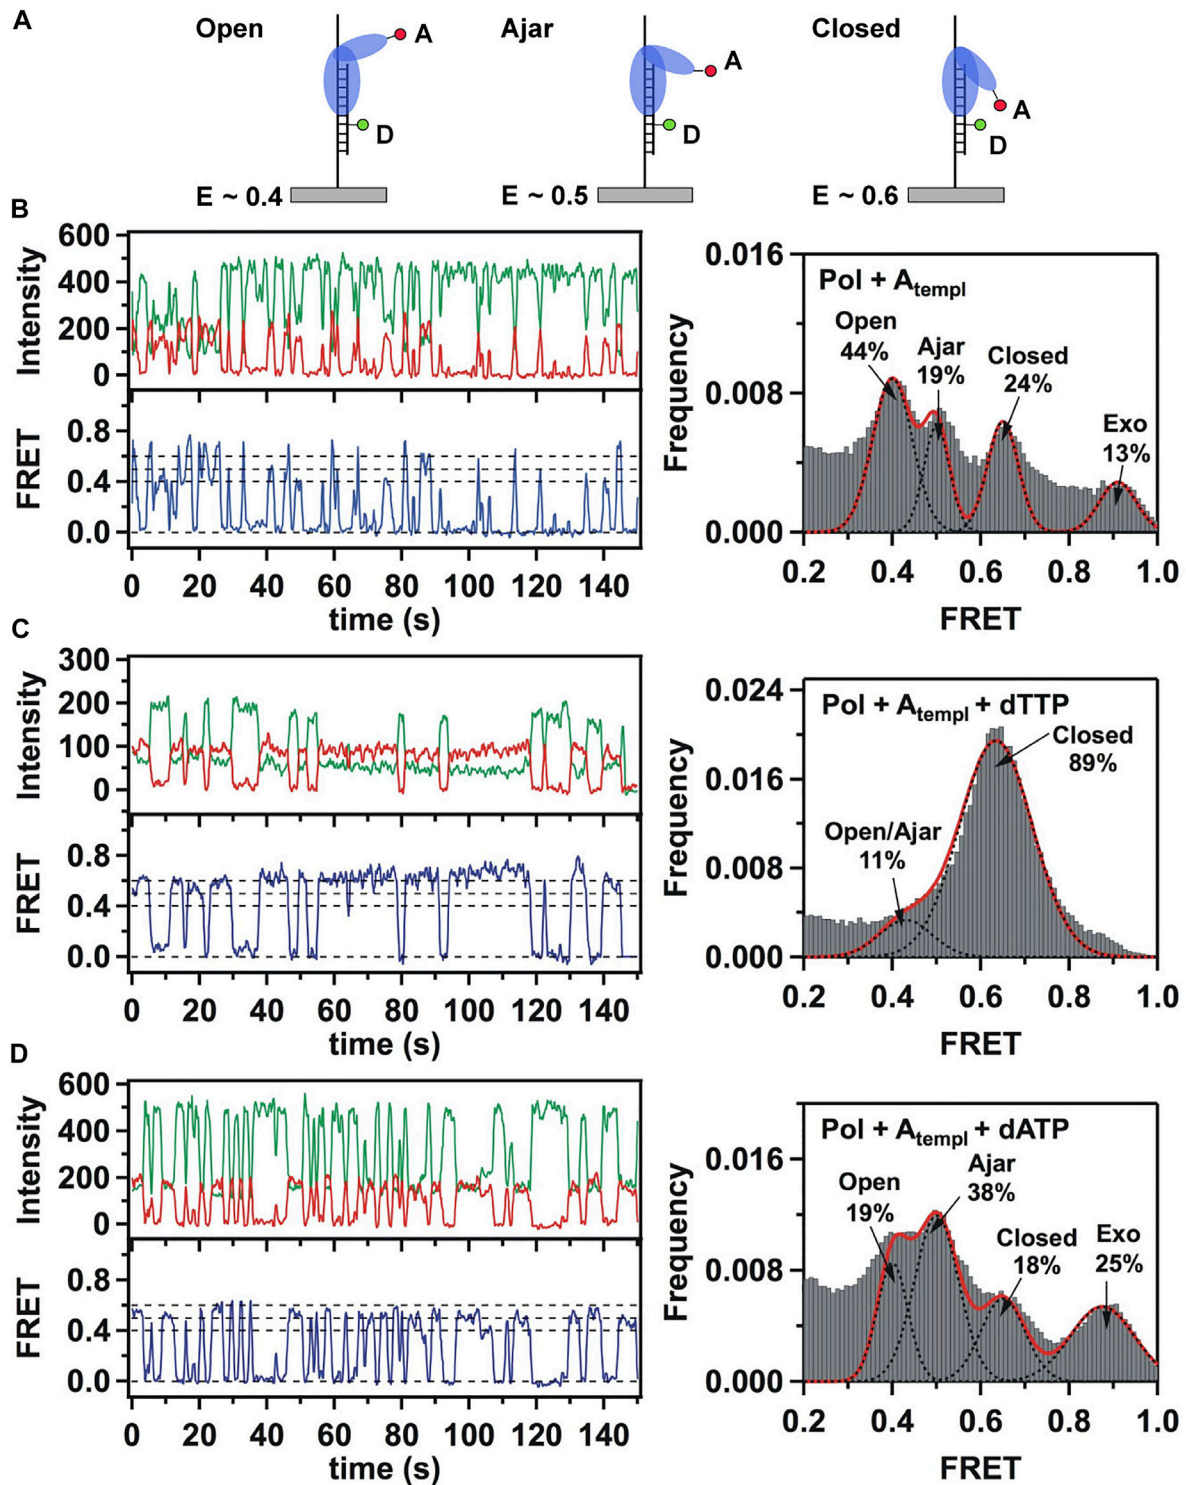 A
Open
A
D
E ~ 0.4
Ajar
A
D
E ~ 0.5
Closed
A
D
E ~ 0.6
B
Intensity
600
400
200
0
FRET
0.8
0.4
0.0
0 20 40 60 80 100 120 140
time (s)
Frequency
0.016
0.008
0.000
Pol + Atempl
Open
44%
Ajar
19%
Closed
24%
Exo
13%
0.2 0.4 0.6 0.8 1.0
FRET
C
Intensity
300
200
100
0
FRET
0.8
0.4
0.0
0 20 40 60 80 100 120 140
time (s)
Frequency
0.024
0.016
0.008
0.000
Pol + Atempl + dTTP
Closed
89%
Open/Ajar
11%
0.2 0.4 0.6 0.8 1.0
FRET
D
Intensity
600
400
200
0
FRET
0.8
0.4
0.0
0 20 40 60 80 100 120 140
time (s)
Frequency
0.016
0.008
0.000
Pol + Atempl + dATP
Open
19%
Ajar
38%
Closed
18%
Exo
25%
0.2 0.4 0.6 0.8 1.0
FRET